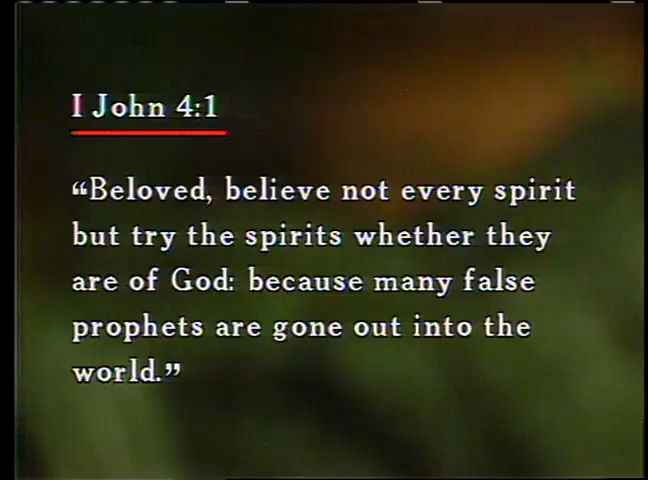 I John 4:1
“Beloved, believe not every spirit
but try the spirits whether they
are of God: because many false
prophets are gone out into the
world.”